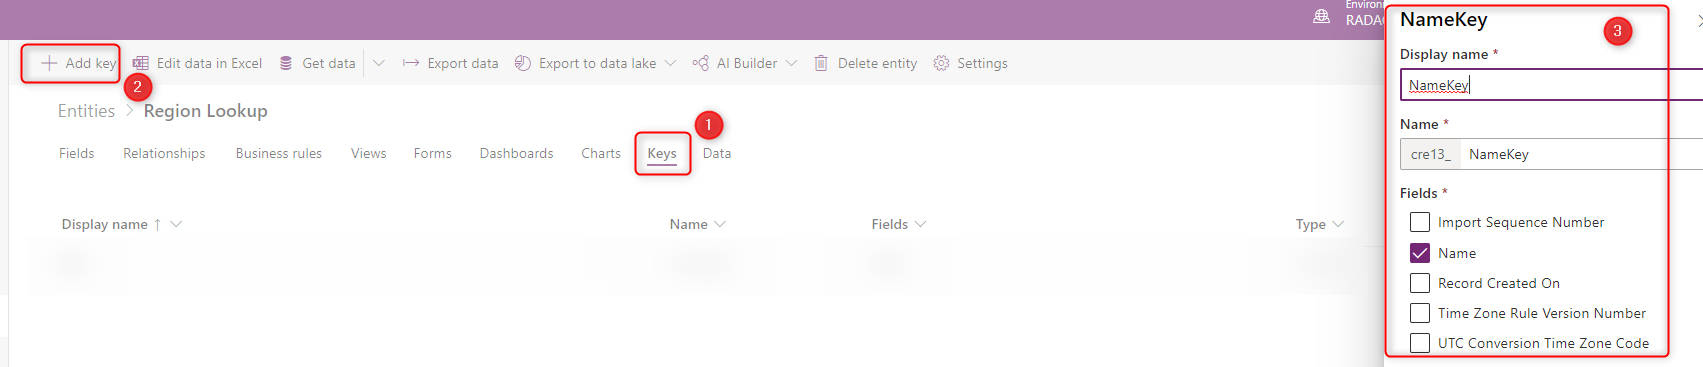 Environ
RADA
NameKey
3
Display name *
NameKey
Add key
Edit data in Excel
Get data
Export data
Export to data lake
AI Builder
Delete entity
Settings
2
Entities > Region Lookup
1
Name *
cre13_ NameKey
Fields
Relationships
Business rules
Views
Forms
Dashboards
Charts
Keys
Data
Fields *
Import Sequence Number
Name
Record Created On
Time Zone Rule Version Number
UTC Conversion Time Zone Code
Display name ↑
Name
Fields
Type